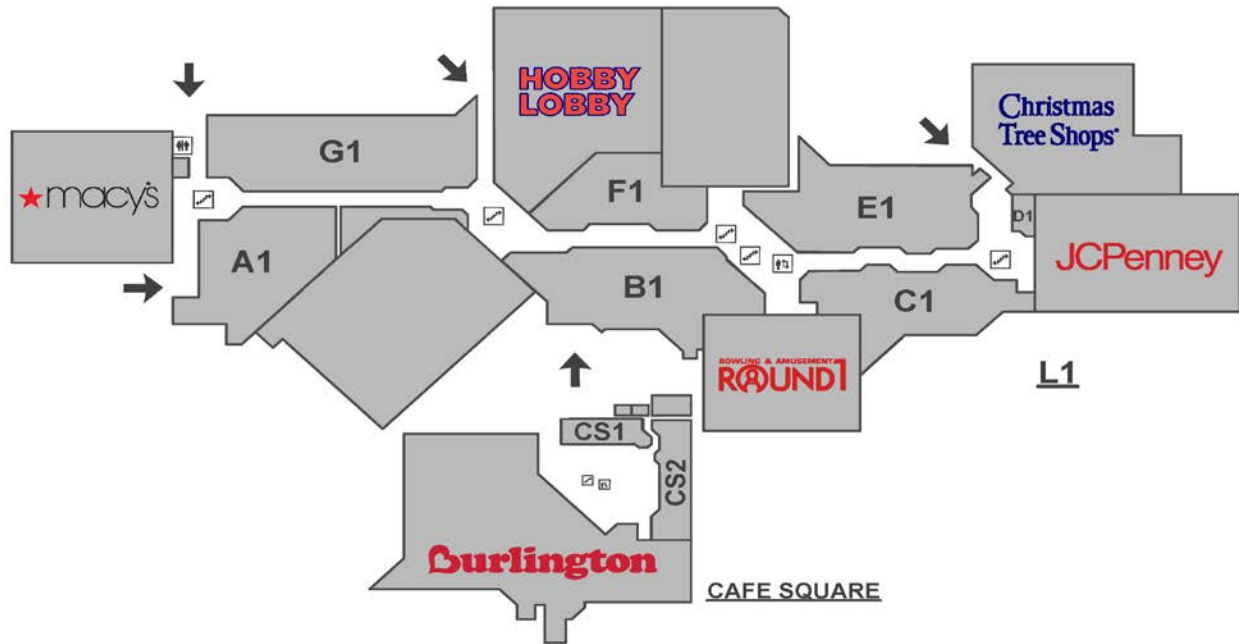 HOBBY
LOBBY
Christmas
Tree Shops®
G1
F1
★macy's
E1
D1
A1
JCPenney
B1
C1
BOWLING & AMUSEMENT
ROUND1
L1
CS1
CS2
Burlington
CAFE SQUARE